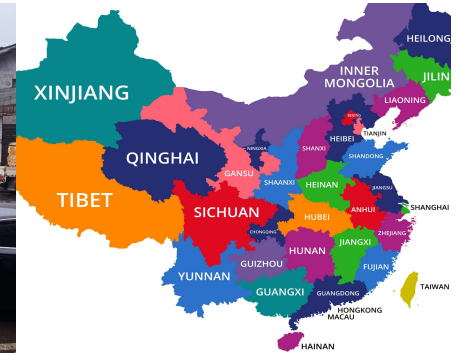 HEILONG
JILIN
INNER
MONGOLIA
LIAONING
XINJIANG
BEIJING
TIANJIN
HEIBEI
NINGXIA
SHANXI
QINGHAI
SHANDONG
GANSU
SHAANXI
HEINAN
JIANGSU
TIBET
SICHUAN
HUBEI
ANHUI
SHANGHAI
CHONGQING
ZHEJIANG
HUNAN
JIANGXI
GUIZHOU
FUJIAN
YUNNAN
TAIWAN
GUANGXI
GUANGDONG
HONGKONG
MACAU
HAINAN